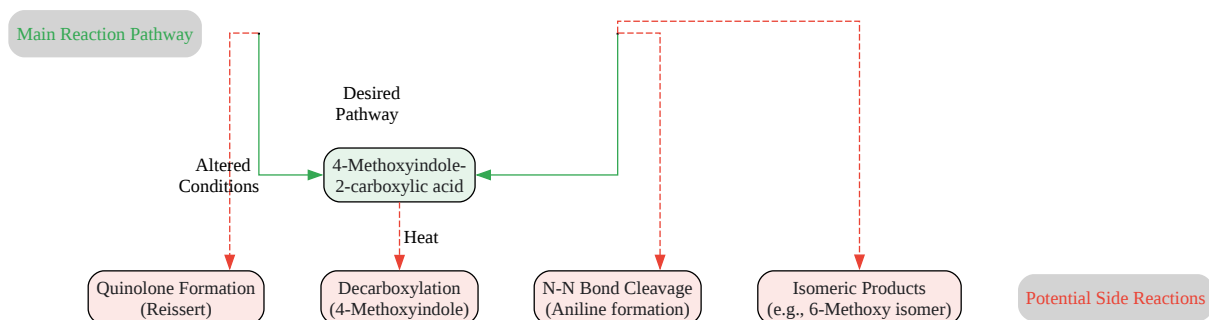 Main Reaction Pathway
Desired
Pathway
Altered
Conditions
4-Methoxyindole-
2-carboxylic acid
Heat
Quinolone Formation
(Reissert)
Decarboxylation
(4-Methoxyindole)
N-N Bond Cleavage
(Aniline formation)
Isomeric Products
(e.g., 6-Methoxy isomer)
Potential Side Reactions